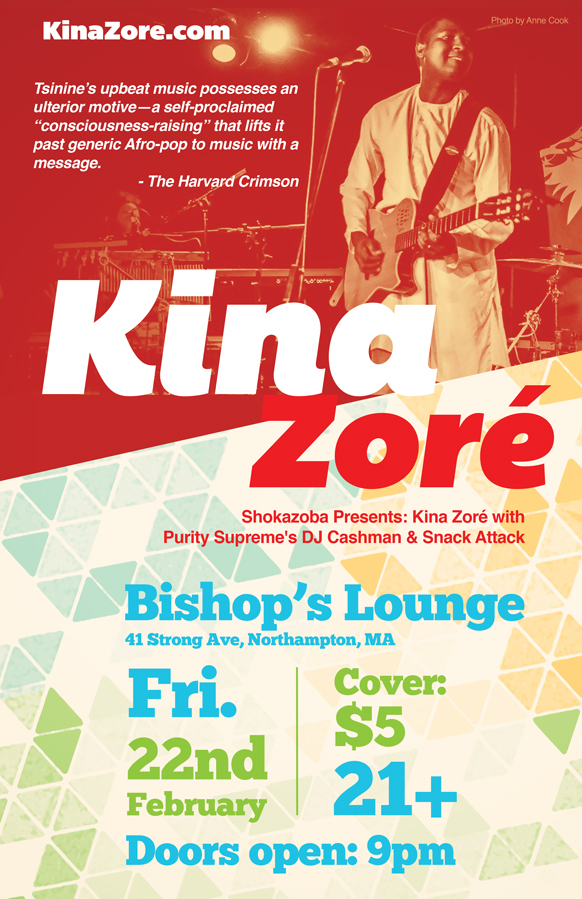 KinaZore.com
Photo by Anne Cook
Tsinine's upbeat music possesses an
ulterior motive—a self-proclaimed
“consciousness-raising” that lifts it
past generic Afro-pop to music with a
message.
- The Harvard Crimson
Kina
Zoré
Shokazoba Presents: Kina Zoré with
Purity Supreme's DJ Cashman & Snack Attack
Bishop’s Lounge
41 Strong Ave, Northampton, MA
Fri.
22nd
February
Cover:
$5
21+
Doors open: 9pm